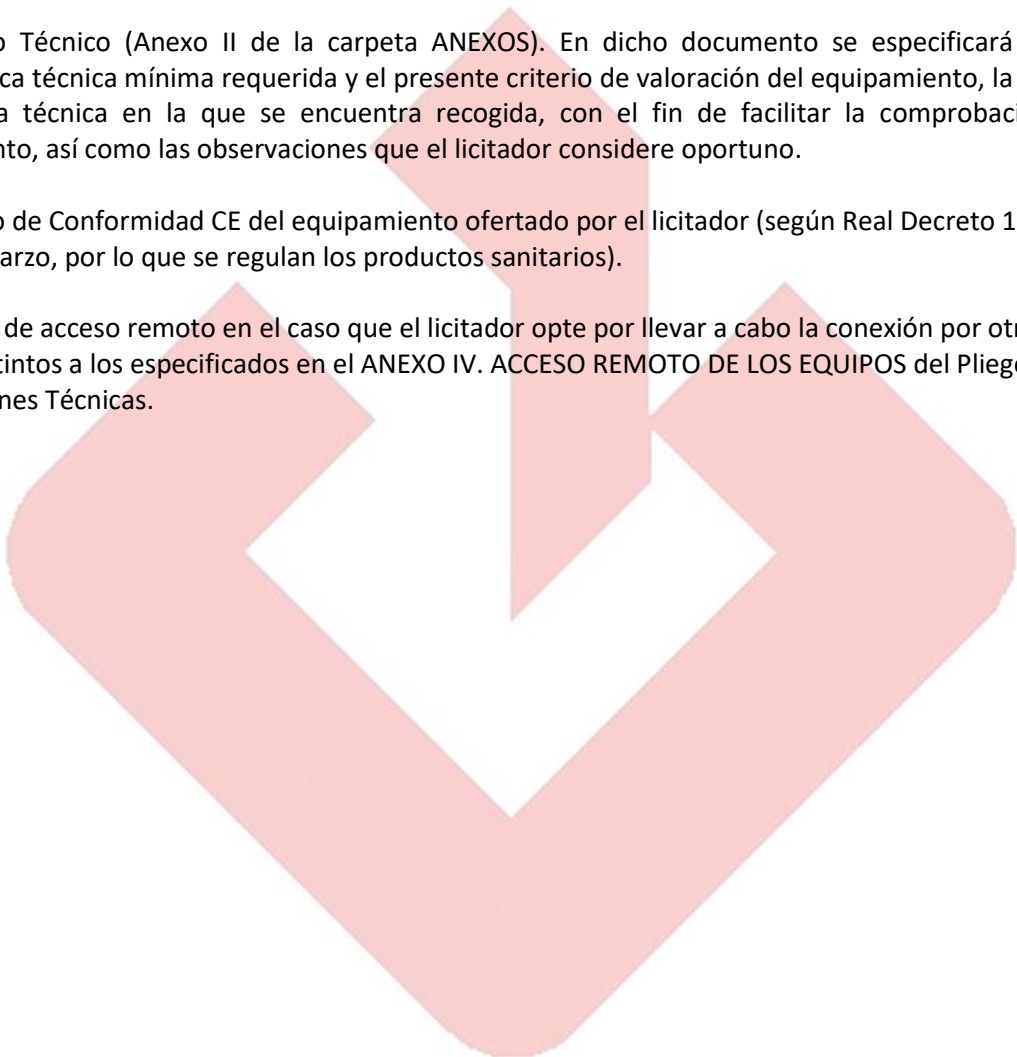 o Técnico (Anexo II de la carpeta ANEXOS). En dicho documento se especificará
ca técnica mínima requerida y el presente criterio de valoración del equipamiento, la
a técnica en la que se encuentra recogida, con el fin de facilitar la comprobaci
nto, así como las observaciones que el licitador considere oportuno.
o de Conformidad CE del equipamiento ofertado por el licitador (según Real Decreto 1
arzo, por lo que se regulan los productos sanitarios).
de acceso remoto en el caso que el licitador opte por llevar a cabo la conexión por otr
tintos a los especificados en el ANEXO IV. ACCESO REMOTO DE LOS EQUIPOS del Plieg
nes Técnicas.